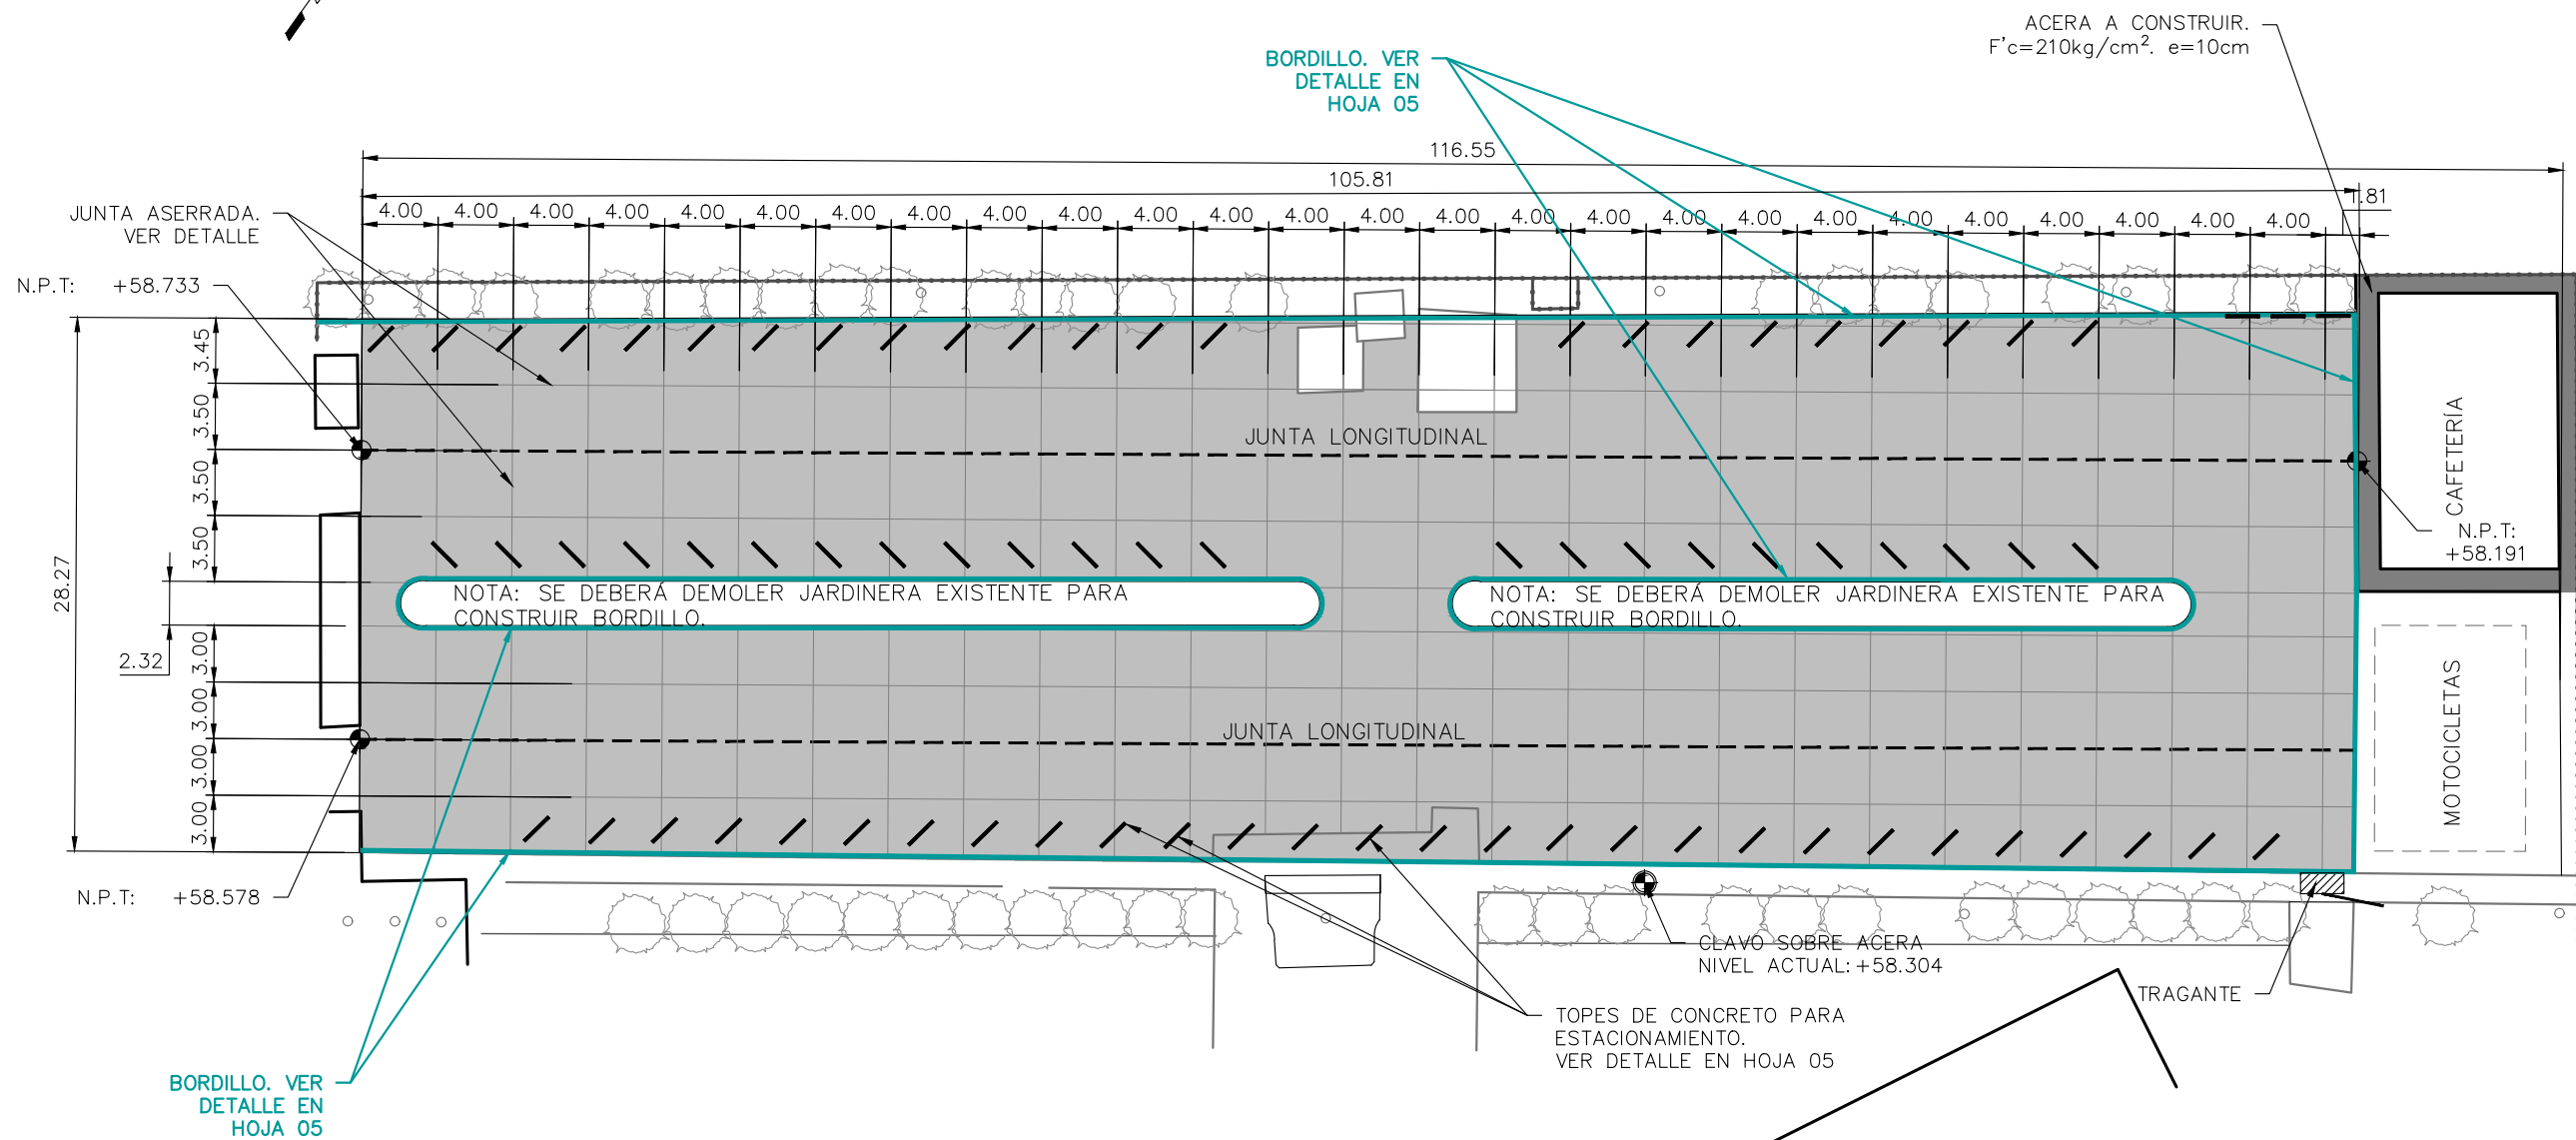 ACERA A CONSTRUIR.
F'c=210kg/cm². e=10cm
BORDILLO. VER
DETALLE EN
HOJA 05
116.55
105.81
1.81
4.00 4.00 4.00 4.00 4.00 4.00 4.00 4.00 4.00 4.00 4.00 4.00 4.00 4.00 4.00 4.00 4.00 4.00 4.00 4.00 4.00 4.00 4.00 4.00 4.00 4.00
JUNTA ASERRADA.
VER DETALLE
N.P.T: +58.733
3.45
3.50
3.50
3.50
28.27
2.32
3.00
3.00
3.00
3.00
JUNTA LONGITUDINAL
CAFETERÍA
N.P.T:
+58.191
NOTA: SE DEBERÁ DEMOLER JARDINERA EXISTENTE PARA
CONSTRUIR BORDILLO.
NOTA: SE DEBERÁ DEMOLER JARDINERA EXISTENTE PARA
CONSTRUIR BORDILLO.
JUNTA LONGITUDINAL
MOTOCICLETAS
N.P.T: +58.578
CLAVO SOBRE ACERA
NIVEL ACTUAL: +58.304
TRAGANTE
TOPES DE CONCRETO PARA
ESTACIONAMIENTO.
VER DETALLE EN HOJA 05
BORDILLO. VER
DETALLE EN
HOJA 05